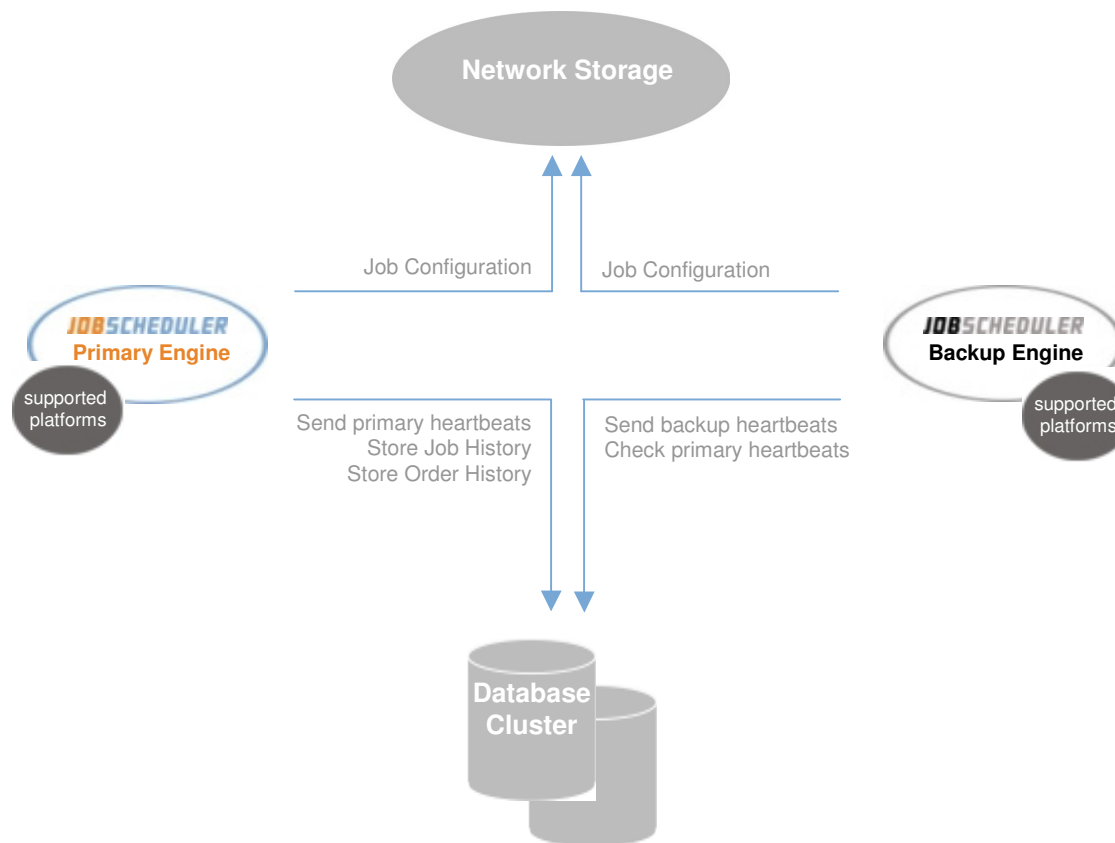 Network Storage
Job Configuration
Job Configuration
JOBSCHEDULER
Primary Engine
supported
platforms
JOBSCHEDULER
Backup Engine
supported
platforms
Send primary heartbeats
Store Job History
Store Order History
Send backup heartbeats
Check primary heartbeats
Database
Cluster